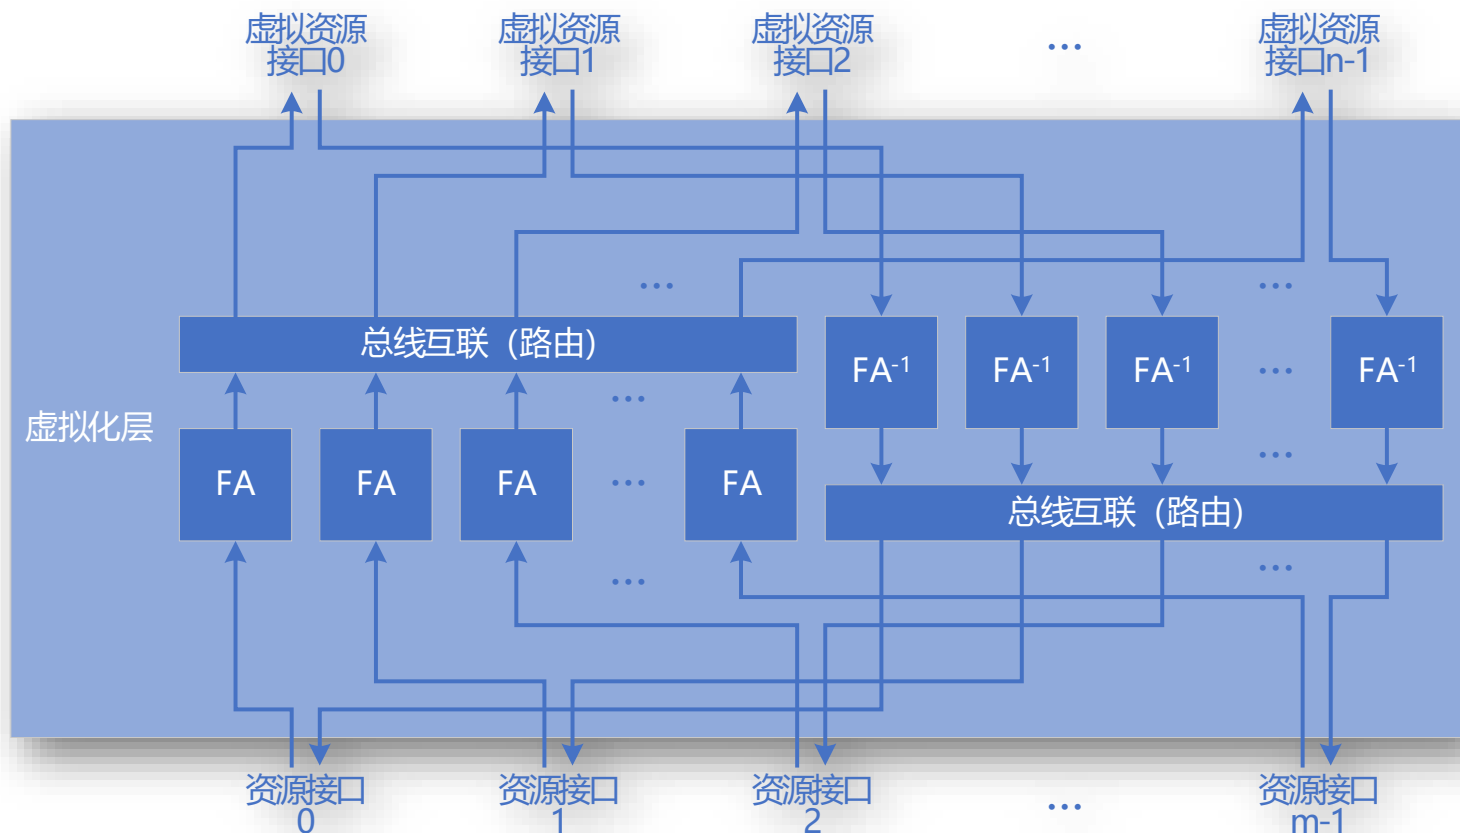 虚拟资源
接口0
虚拟资源
接口1
虚拟资源
接口2
...
虚拟资源
接口n-1
...
...
总线互联（路由）
FA-1
FA-1
FA-1
...
FA-1
...
虚拟化层
FA
FA
FA
...
FA
...
总线互联（路由）
...
...
资源接口
0
资源接口
1
资源接口
2
...
资源接口
m-1